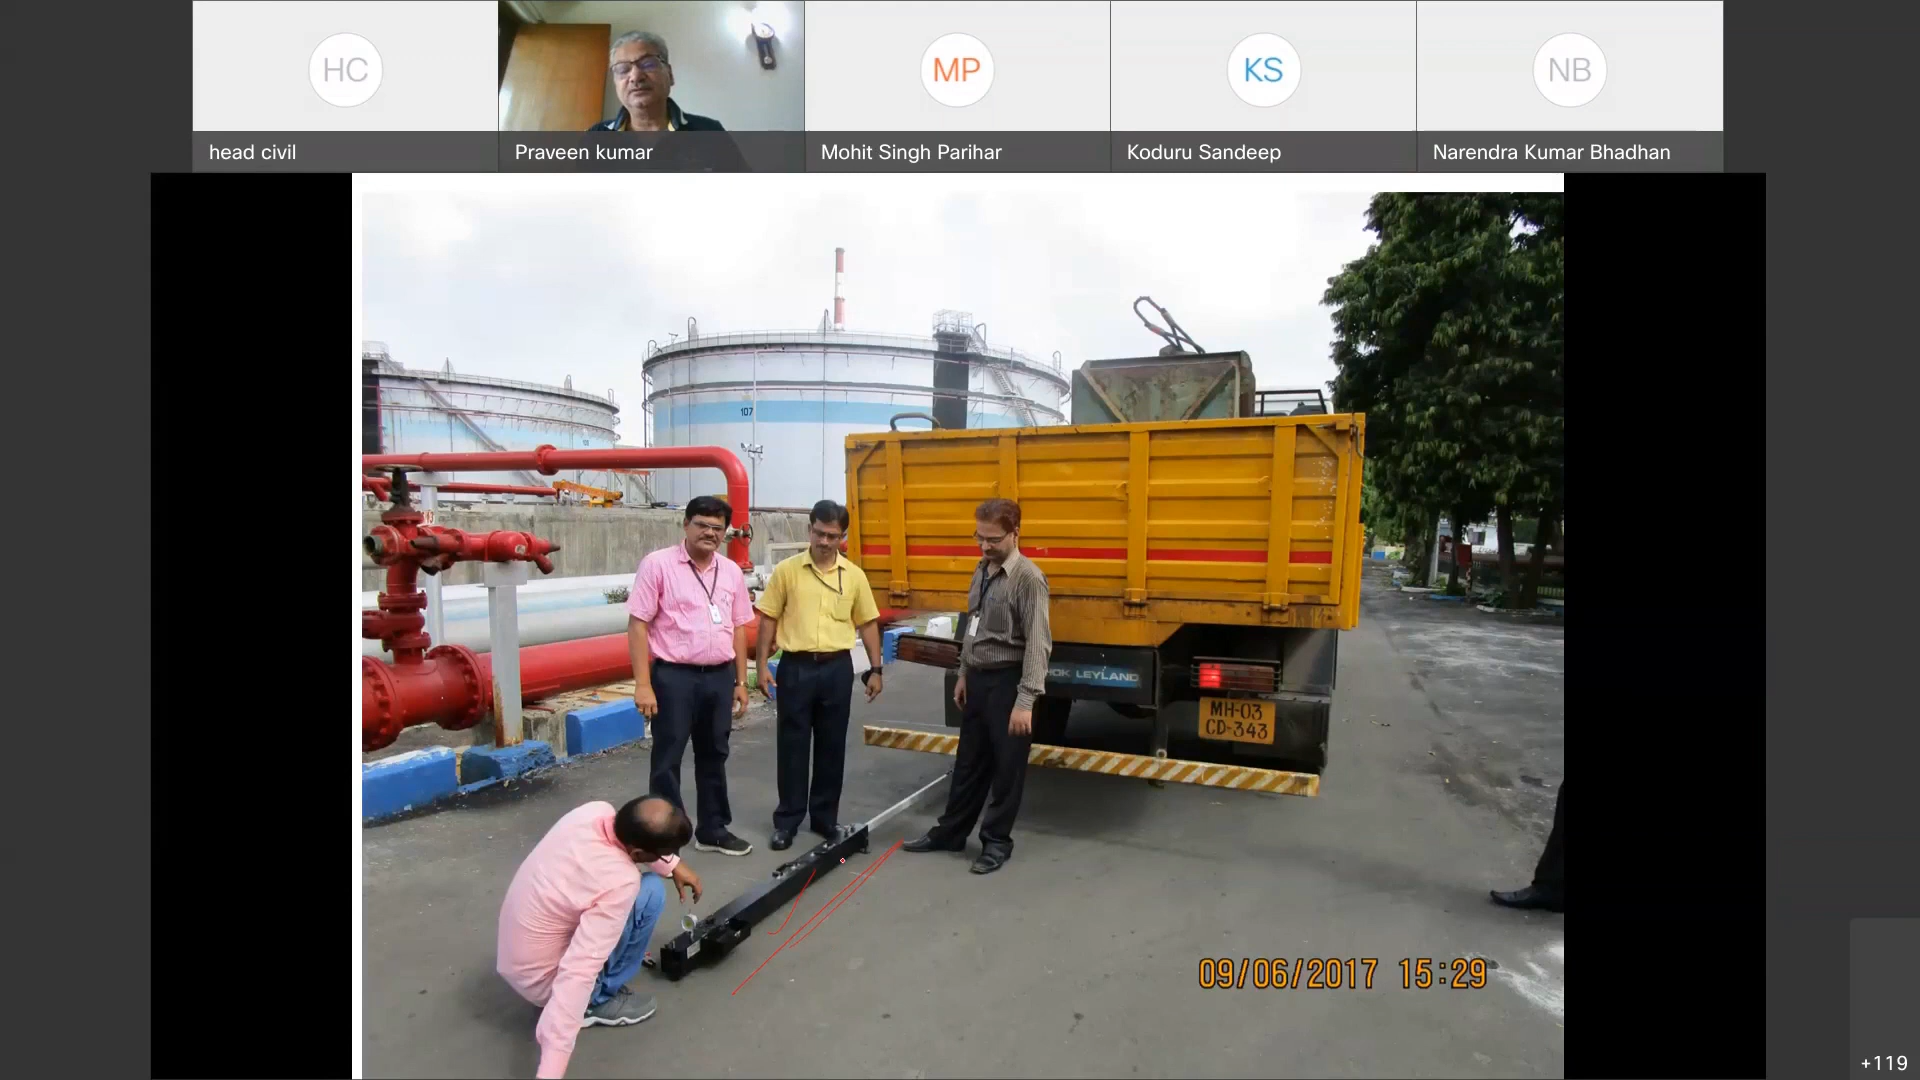 HC
MP
KS
NB
head civil
Praveen kumar
Mohit Singh Parihar
Koduru Sandeep
Narendra Kumar Bhadhan
107
LEYLAND
MH-03
CD-343
09/06/2017 15:29
+119